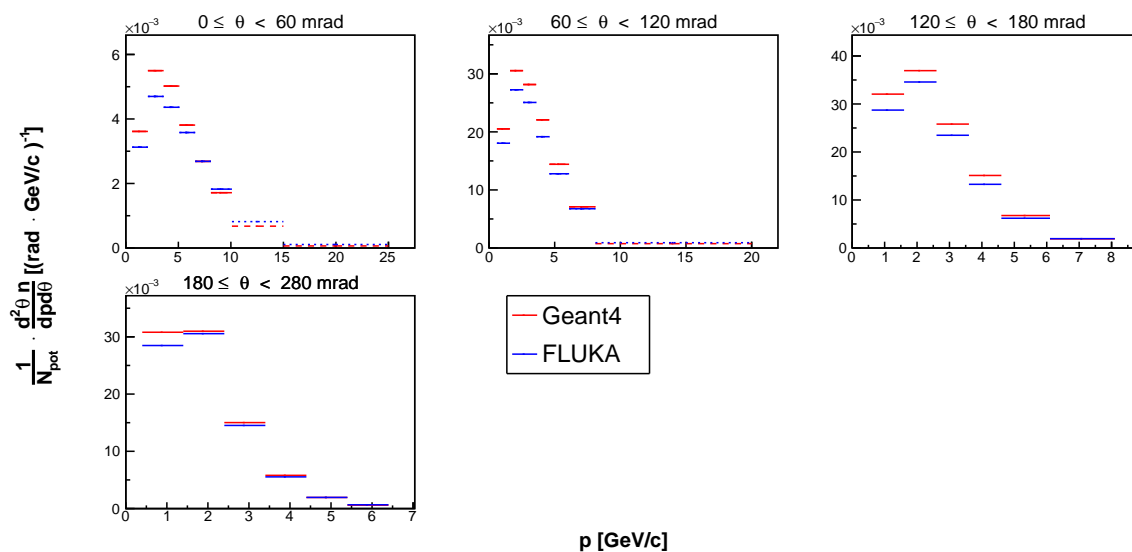 0 ≤ θ < 60 mrad
60 ≤ θ < 120 mrad
120 ≤ θ < 180 mrad
×10⁻³
6
4
2
0
0 5 10 15 20 25
×10⁻³
30
20
10
0
0 5 10 15 20
×10⁻³
40
30
20
10
0
0 1 2 3 4 5 6 7 8
1/N_pot · d²θ n/dpdθ [(rad · GeV/c )⁻¹]
180 ≤ θ < 280 mrad
×10⁻³
30
20
10
0
0 1 2 3 4 5 6 7
Geant4
FLUKA
p [GeV/c]